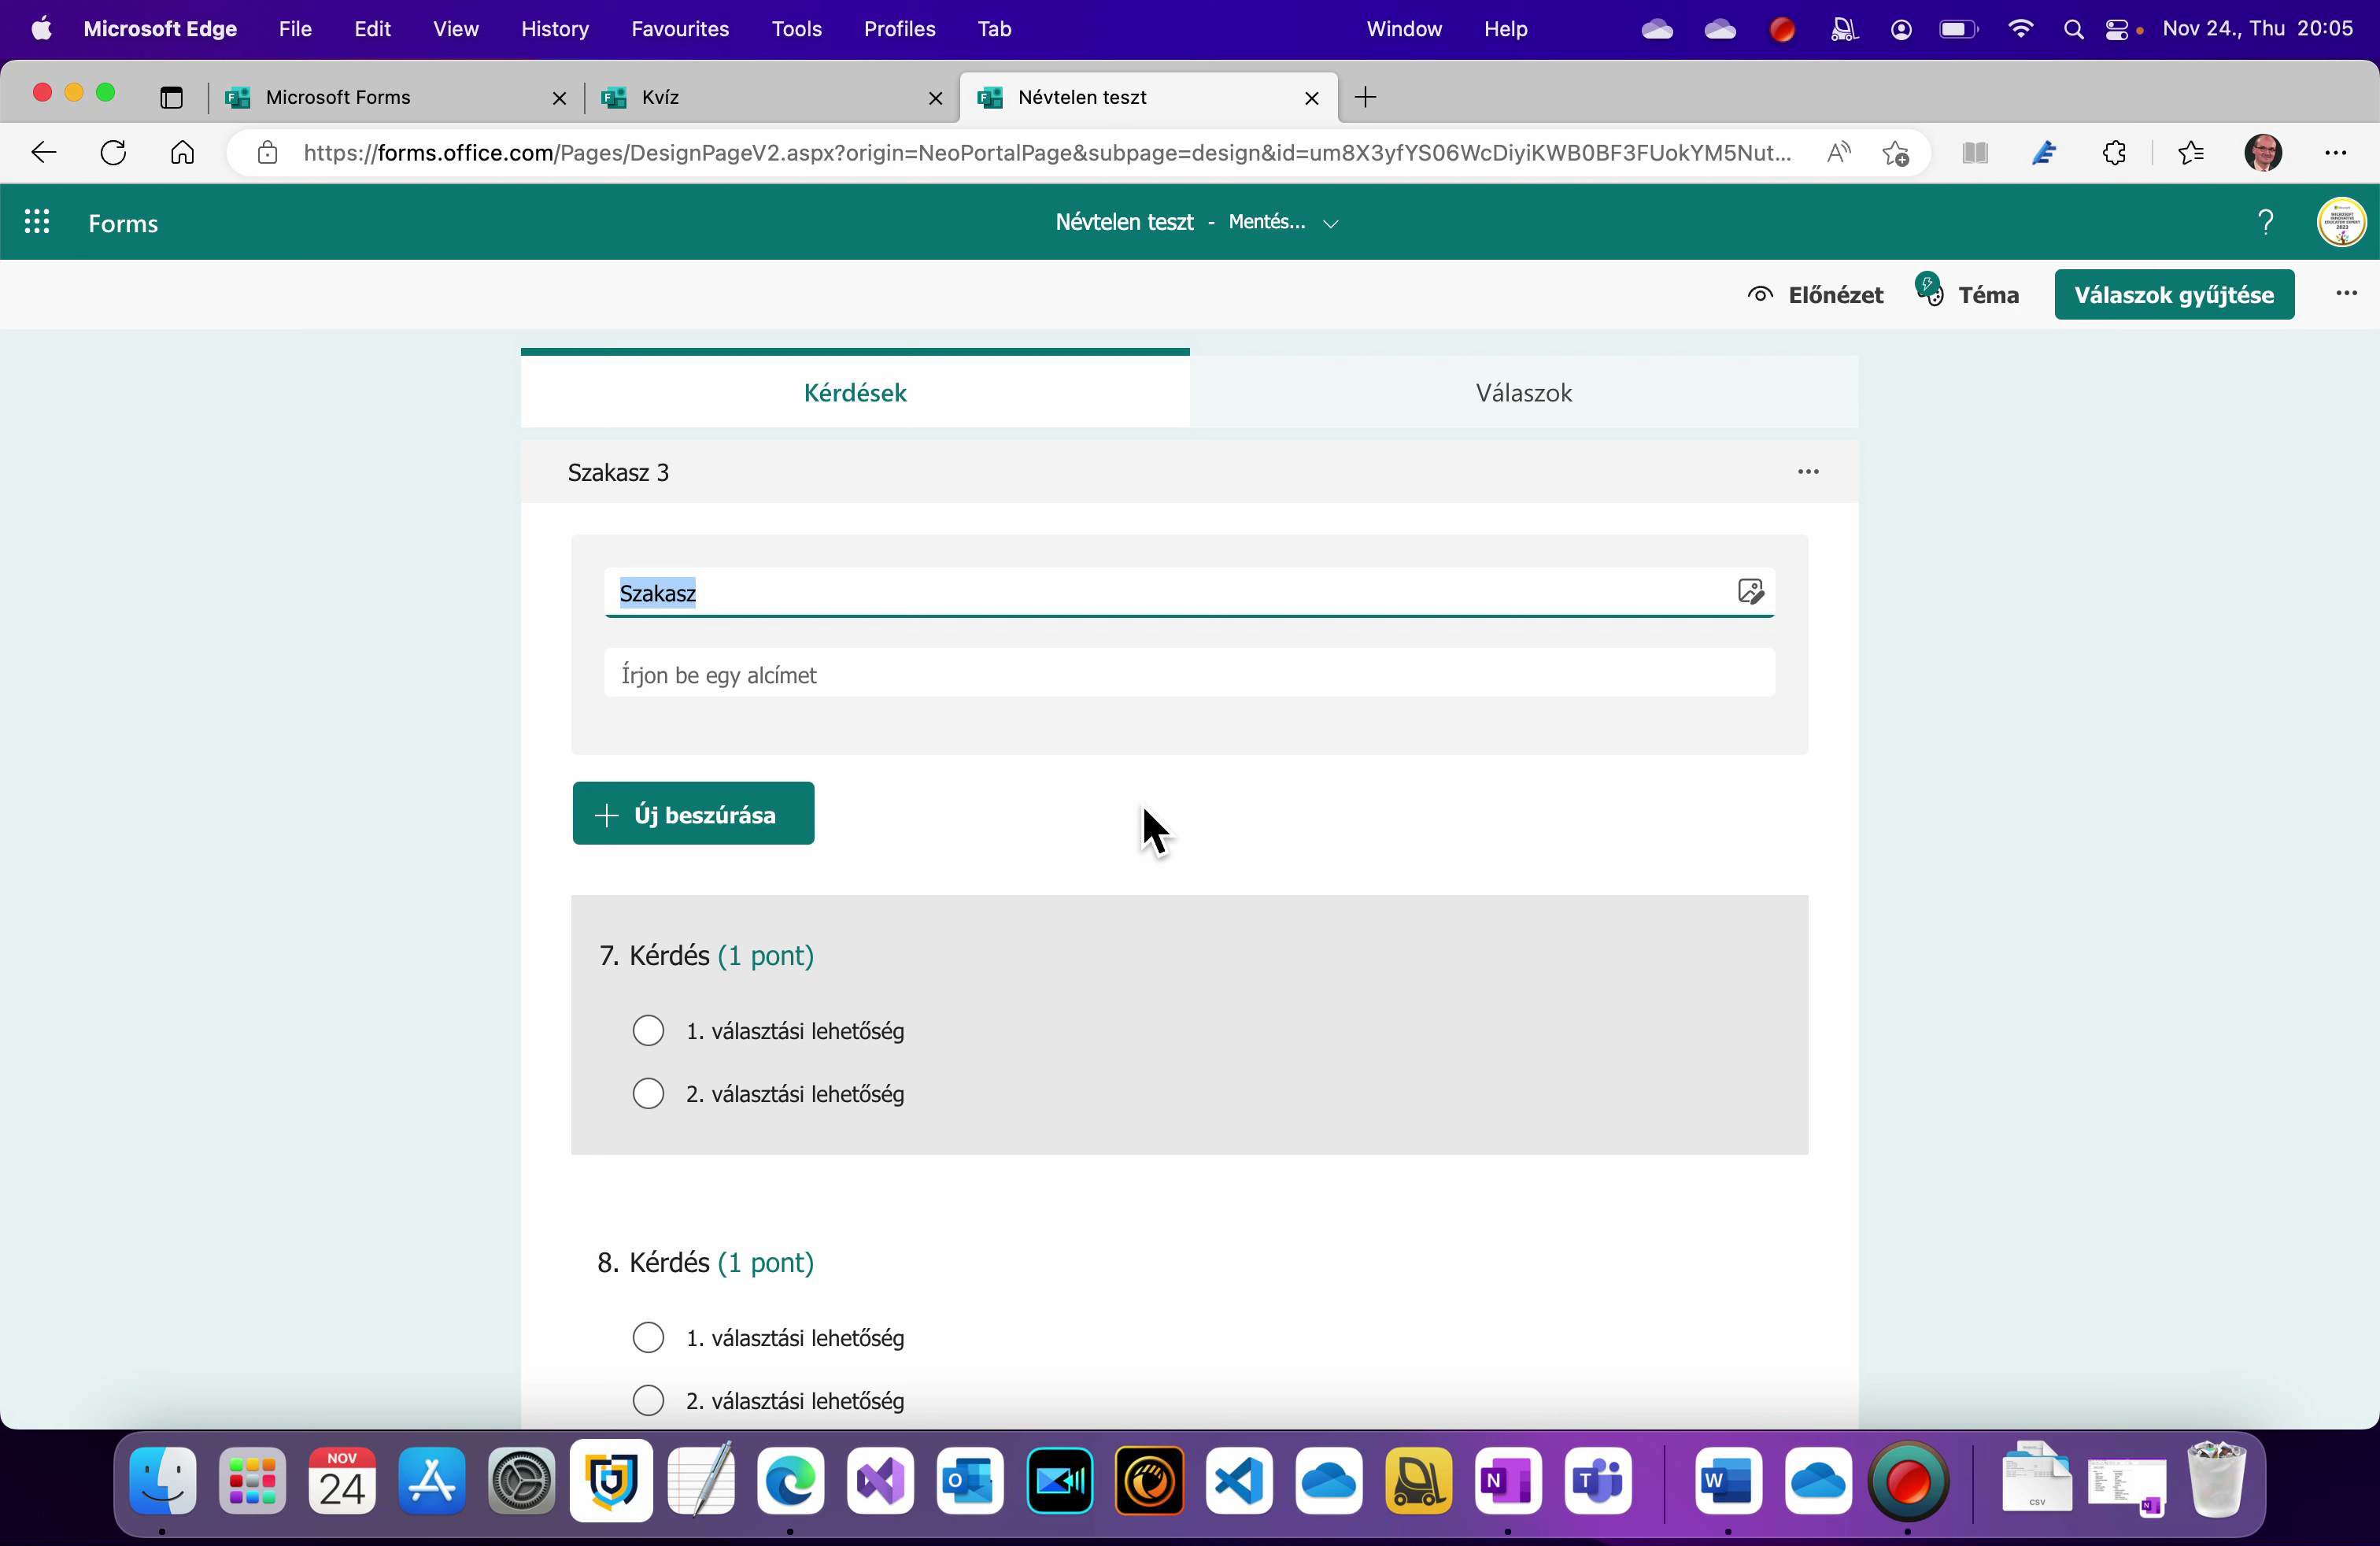 Microsoft Edge File Edit View History Favourites Tools Profiles Tab Window Help Nov 24., Thu 20:05
Microsoft Forms Kvíz Névtelen teszt
https://forms.office.com/Pages/DesignPageV2.aspx?origin=NeoPortalPage&subpage=design&id=um8X3yfYS06WcDiyiKWB0BF3FUokYM5Nut...
Forms Névtelen teszt - Mentés... ?
Előnézet Téma Válaszok gyűjtése
Kérdések Válaszok
Szakasz 3
Szakasz
Írjon be egy alcímet
+ Új beszúrása
7. Kérdés (1 pont)
1. választási lehetőség
2. választási lehetőség
8. Kérdés (1 pont)
1. választási lehetőség
2. választási lehetőség
NOV
24
CSV